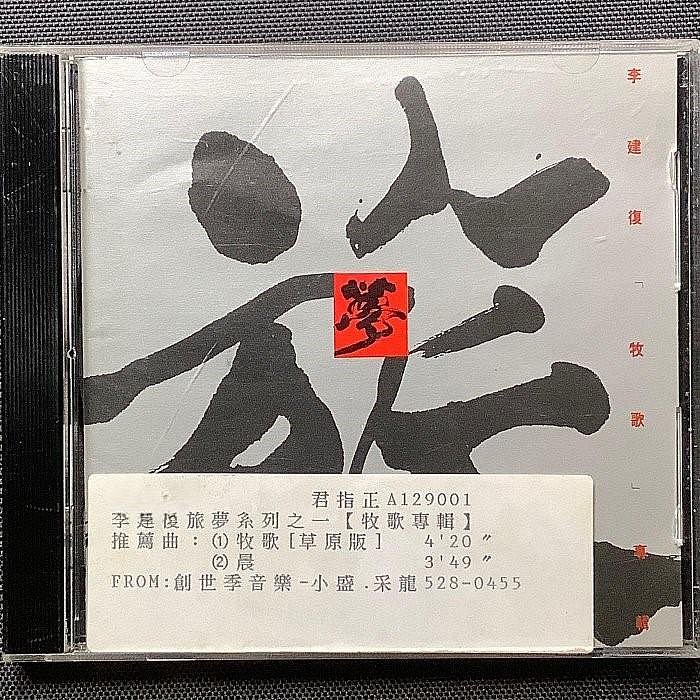 李建復「牧歌」專輯
旅
夢
君指正A129001
李建復旅夢系列之一【牧歌專輯】
推薦曲:⑴牧歌[草原版] 4'20〞
⑵晨 3'49〞
FROM:創世季音樂-小盛.采龍528-0455